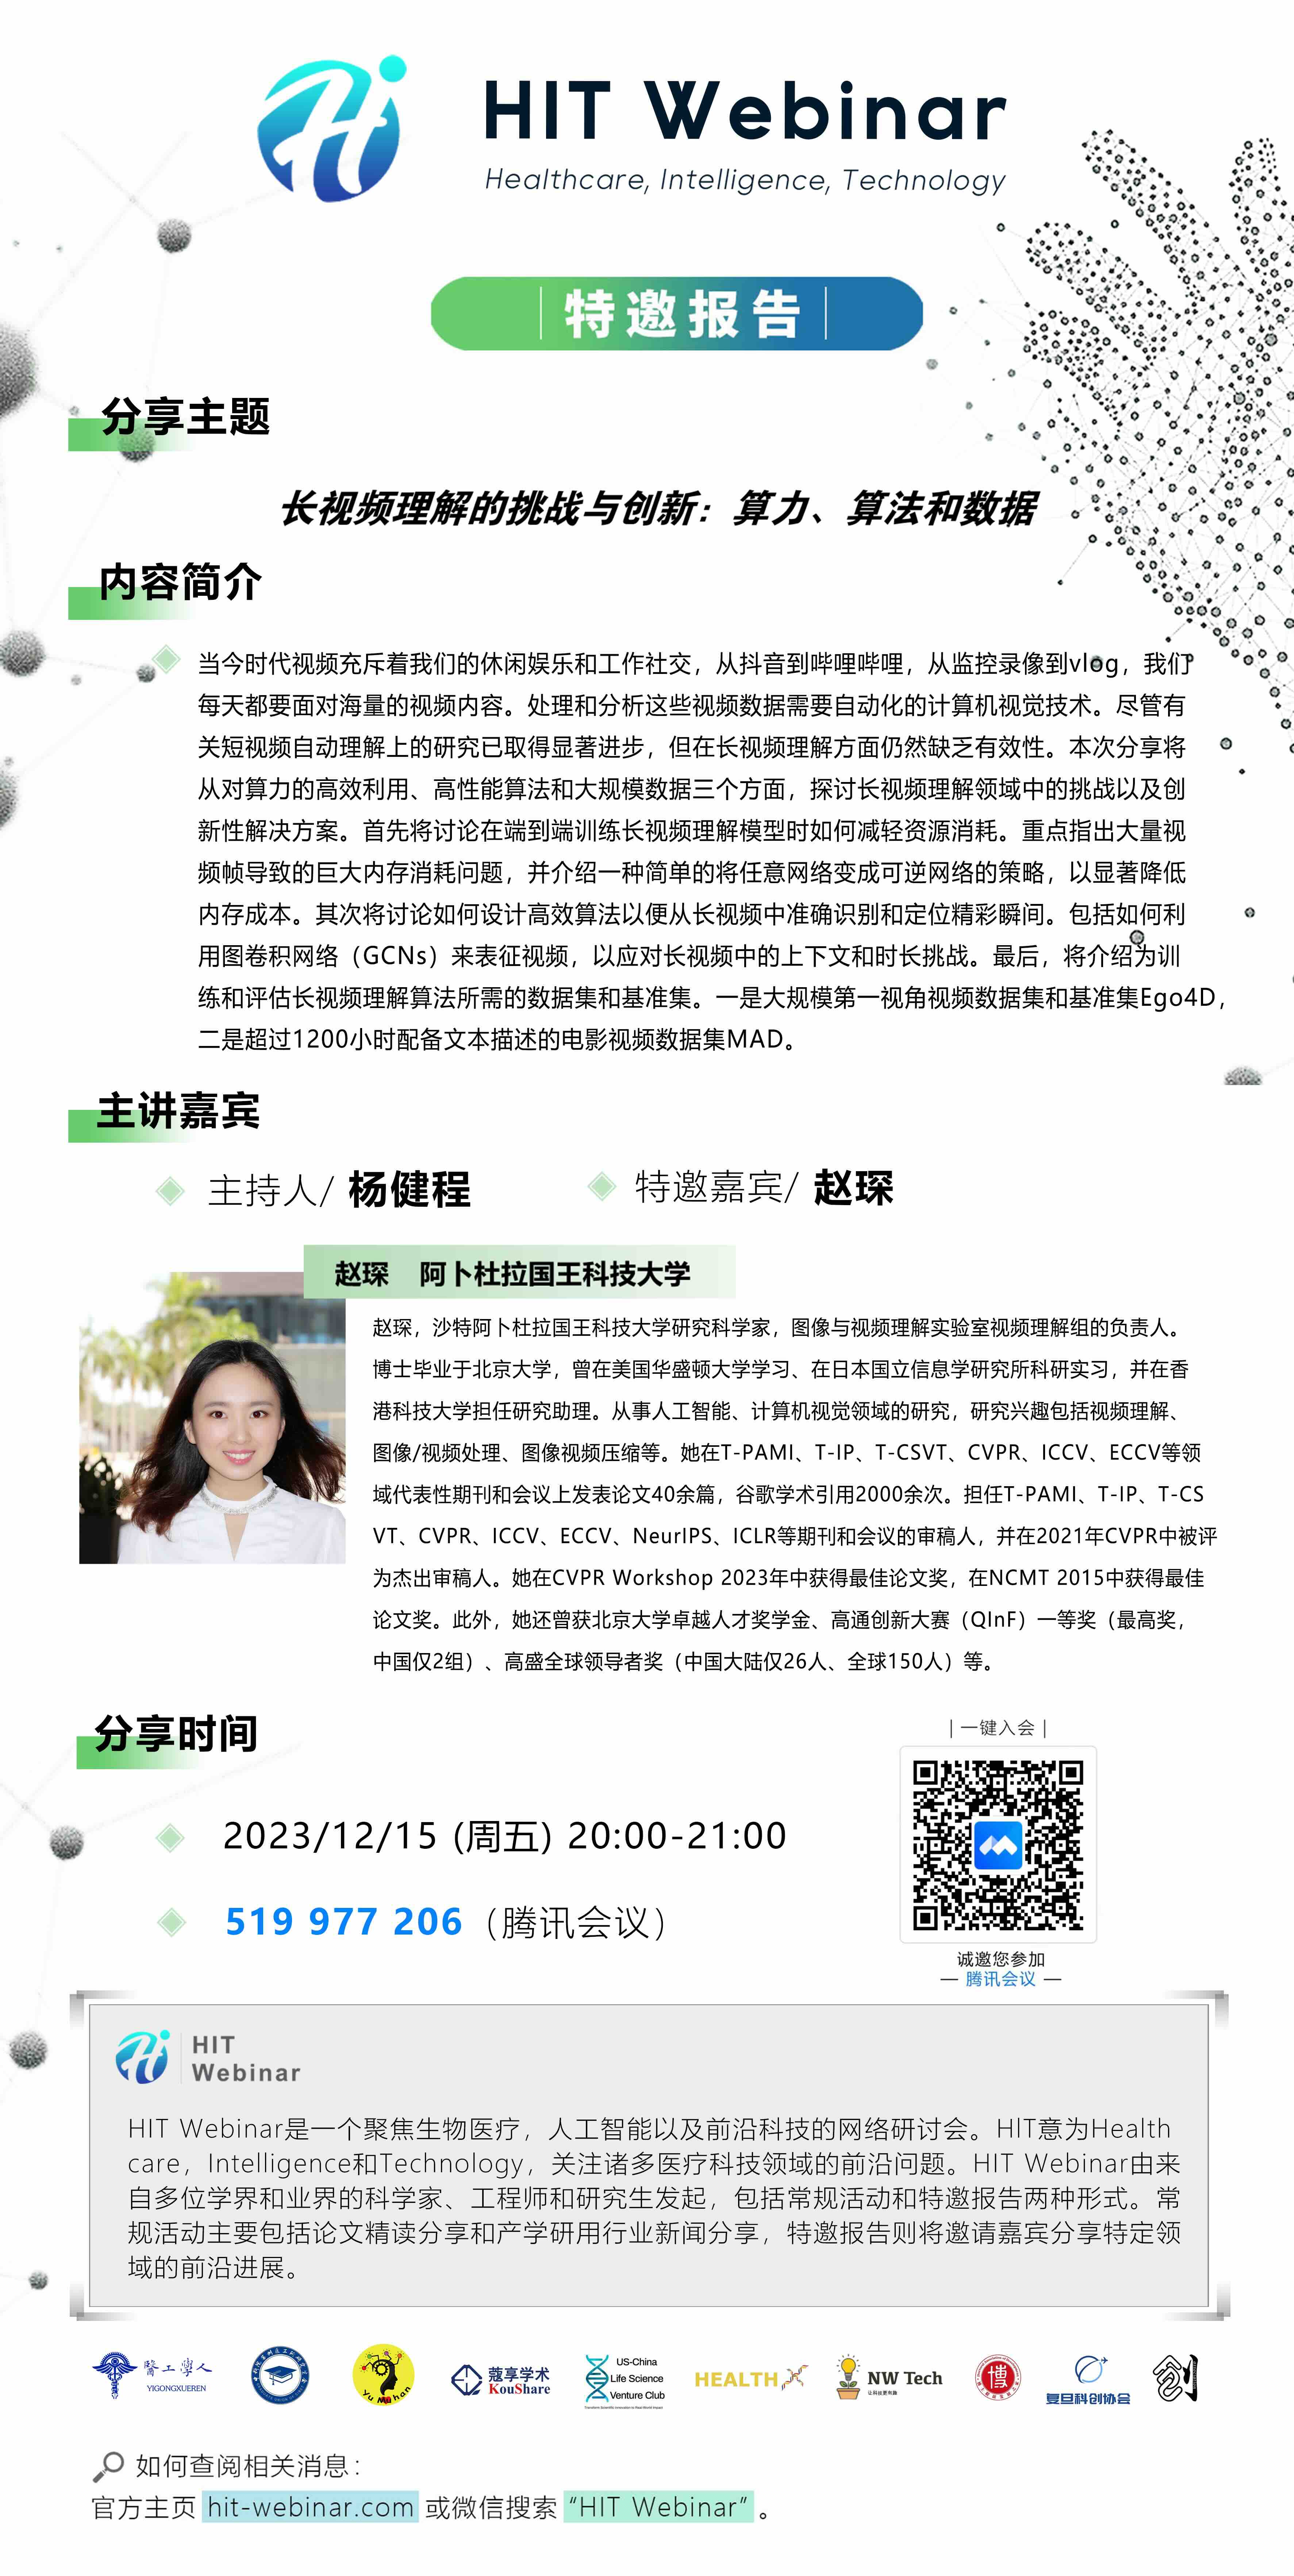 HIT Webinar
Healthcare, Intelligence, Technology
特邀报告
分享主题
长视频理解的挑战与创新：算力、算法和数据
内容简介
当今时代视频充斥着我们的休闲娱乐和工作社交，从抖音到哔哩哔哩，从监控录像到vlog，我们
每天都要面对海量的视频内容。处理和分析这些视频数据需要自动化的计算机视觉技术。尽管有
关短视频自动理解上的研究已取得显著进步，但在长视频理解方面仍然缺乏有效性。本次分享将
从对算力的高效利用、高性能算法和大规模数据三个方面，探讨长视频理解领域中的挑战以及创
新性解决方案。首先将讨论在端到端训练长视频理解模型时如何减轻资源消耗。重点指出大量视
频帧导致的巨大内存消耗问题，并介绍一种简单的将任意网络变成可逆网络的策略，以显著降低
内存成本。其次将讨论如何设计高效算法以便从长视频中准确识别和定位精彩瞬间。包括如何利
用图卷积网络（GCNs）来表征视频，以应对长视频中的上下文和时长挑战。最后，将介绍为训
练和评估长视频理解算法所需的数据集和基准集。一是大规模第一视角视频数据集和基准集Ego4D，
二是超过1200小时配备文本描述的电影视频数据集MAD。
主讲嘉宾
主持人/ 杨健程
特邀嘉宾/ 赵琛
赵琛 阿卜杜拉国王科技大学
赵琛，沙特阿卜杜拉国王科技大学研究科学家，图像与视频理解实验室视频理解组的负责人。
博士毕业于北京大学，曾在美国华盛顿大学学习、在日本国立信息学研究所科研实习，并在香
港科技大学担任研究助理。从事人工智能、计算机视觉领域的研究，研究兴趣包括视频理解、
图像/视频处理、图像视频压缩等。她在T-PAMI、T-IP、T-CSVT、CVPR、ICCV、ECCV等领
域代表性期刊和会议上发表论文40余篇，谷歌学术引用2000余次。担任T-PAMI、T-IP、T-CS
VT、CVPR、ICCV、ECCV、NeurIPS、ICLR等期刊和会议的审稿人，并在2021年CVPR中被评
为杰出审稿人。她在CVPR Workshop 2023年中获得最佳论文奖，在NCMT 2015中获得最佳
论文奖。此外，她还曾获北京大学卓越人才奖学金、高通创新大赛（QInF）一等奖（最高奖，
中国仅2组）、高盛全球领导者奖（中国大陆仅26人、全球150人）等。
分享时间
2023/12/15 (周五) 20:00-21:00
519 977 206（腾讯会议）
| 一键入会 |
诚邀您参加
— 腾讯会议 —
HIT
Webinar
HIT Webinar是一个聚焦生物医疗，人工智能以及前沿科技的网络研讨会。HIT意为Health
care，Intelligence和Technology，关注诸多医疗科技领域的前沿问题。HIT Webinar由来
自多位学界和业界的科学家、工程师和研究生发起，包括常规活动和特邀报告两种形式。常
规活动主要包括论文精读分享和产学研用行业新闻分享，特邀报告则将邀请嘉宾分享特定领
域的前沿进展。
醫工學人
YIGONGXUEREN
Yu Mi han
蔻享学术
KouShare
US-China
Life Science
Venture Club
HEALTH
NW Tech
让科技更有趣
博
复旦科创协会
创
如何查阅相关消息：
官方主页 hit-webinar.com 或微信搜索 “HIT Webinar” 。